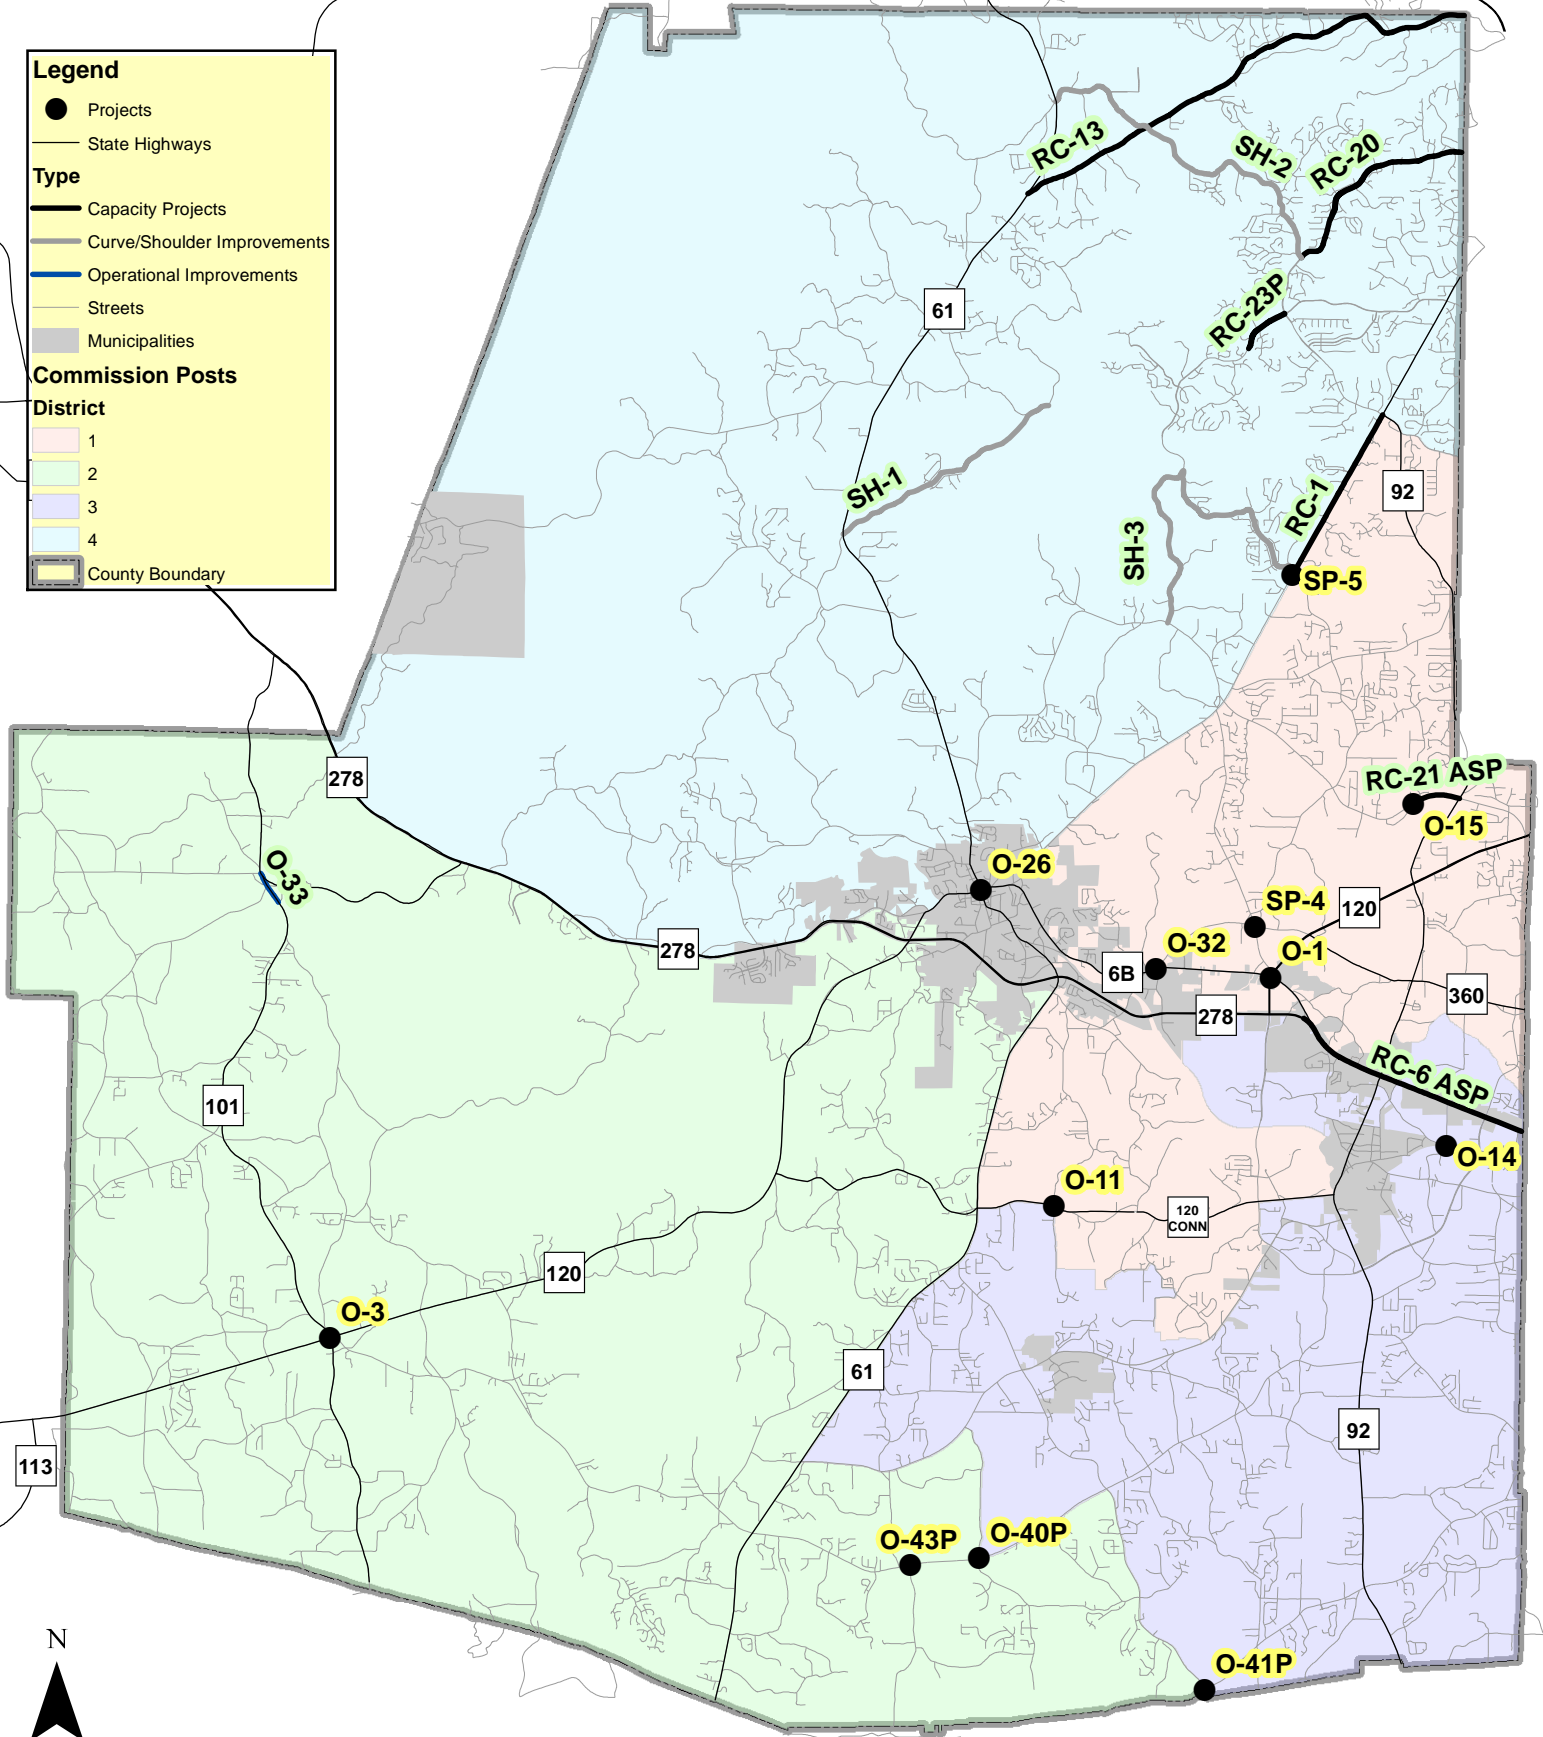 Legend
Projects
State Highways
Type
Capacity Projects
Curve/Shoulder Improvements
Operational Improvements
Streets
Municipalities
Commission Posts
District
1
2
3
4
County Boundary
RC-13
SH-2
RC-20
61
RC-23P
SH-1
RC-1
92
SH-3
SP-5
278
RC-21 ASP
O-15
O-26
O-33
SP-4
120
278
O-32
O-1
6B
360
278
RC-6 ASP
101
O-14
O-11
120
CONN
120
O-3
61
92
113
O-43P
O-40P
N
O-41P